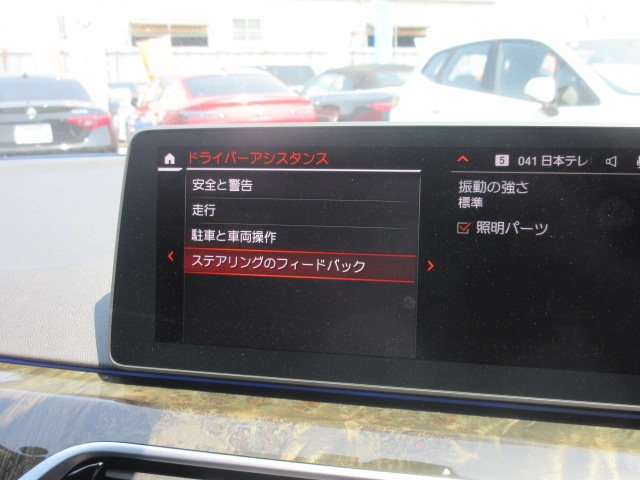 ドライバーアシスタンス
安全と警告
走行
駐車と車両操作
ステアリングのフィードバック
5 041 日本テレ
振動の強さ
標準
照明パーツ